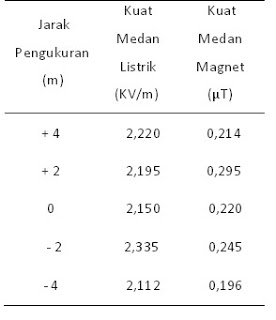 Jarak Pengukuran (m) Kuat Medan Listrik (KV/m) Kuat Medan Magnet (µT)
+ 4 2,220 0,214
+ 2 2,195 0,295
0 2,150 0,220
- 2 2,335 0,245
- 4 2,112 0,196